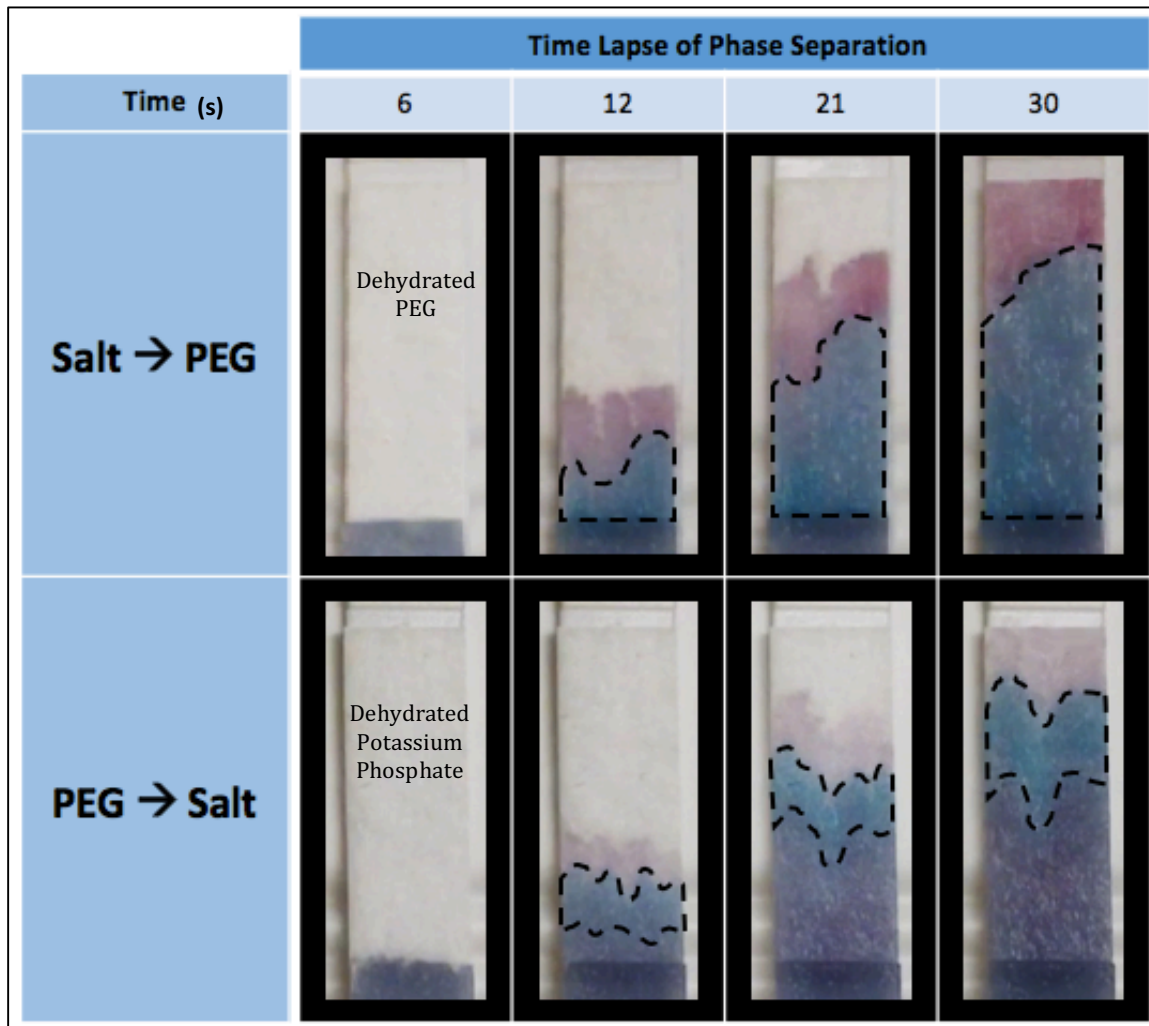 Time Lapse of Phase Separation
Time (s)
6
12
21
30
Salt → PEG
Dehydrated
PEG
PEG → Salt
Dehydrated
Potassium
Phosphate